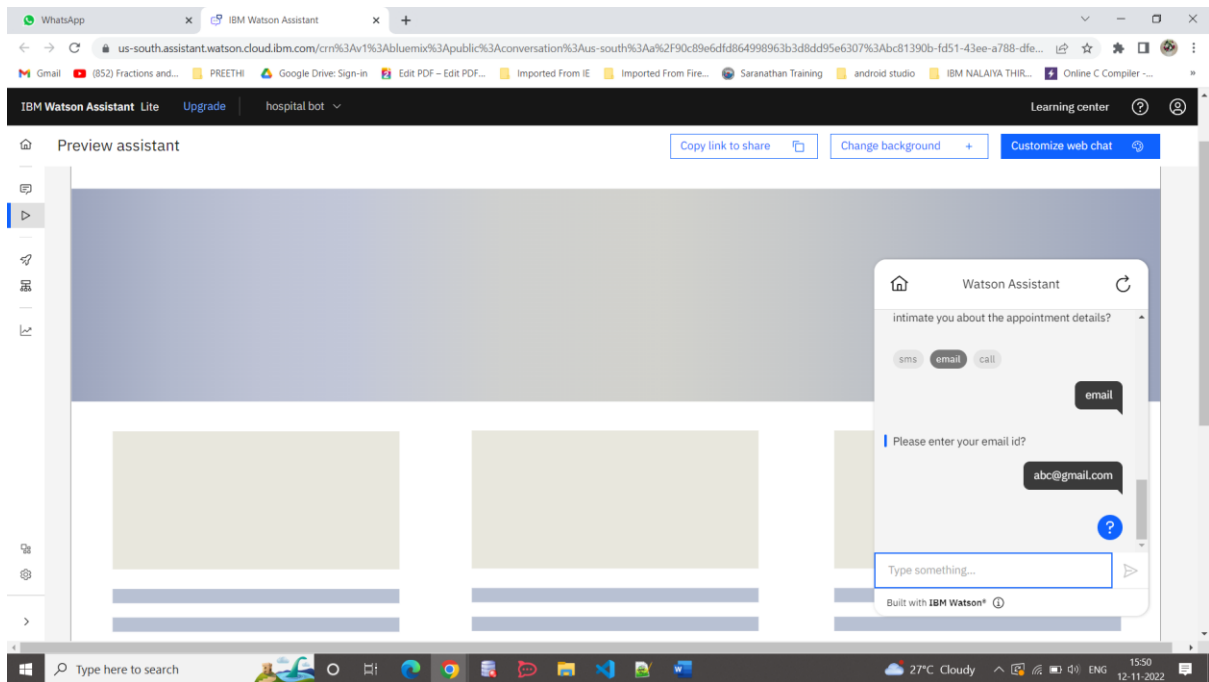 WhatsApp
IBM Watson Assistant
us-south.assistant.watson.cloud.ibm.com/crn%3Av1%3Abluemix%3Apublic%3Aconversation%3Aus-south%3Aa%2F90c89e6dfd864998963b3d8dd95e6307%3Abc81390b-fd51-43ee-a788-dfe...
Gmail (852) Fractions and... PREETHI Google Drive: Sign-in Edit PDF – Edit PDF... Imported From IE Imported From Fire... Saranathan Training android studio IBM NALAIYA THIR... Online C Compiler -...
IBM Watson Assistant Lite Upgrade hospital bot Learning center
Preview assistant Copy link to share Change background + Customize web chat
Watson Assistant
intimate you about the appointment details?
sms email call
email
Please enter your email id?
abc@gmail.com
?
Type something...
Built with IBM Watson®
Type here to search 27°C Cloudy ENG 15:50
12-11-2022